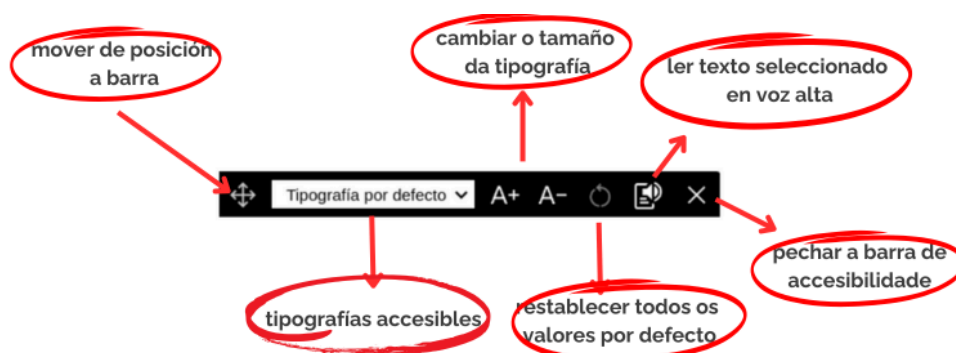 mover de posición
a barra
cambiar o tamaño
da tipografía
ler texto seleccionado
en voz alta
Tipografía por defecto
A+
A-
pechar a barra de
accesibilidade
tipografías accesibles
restablecer todos os
valores por defecto